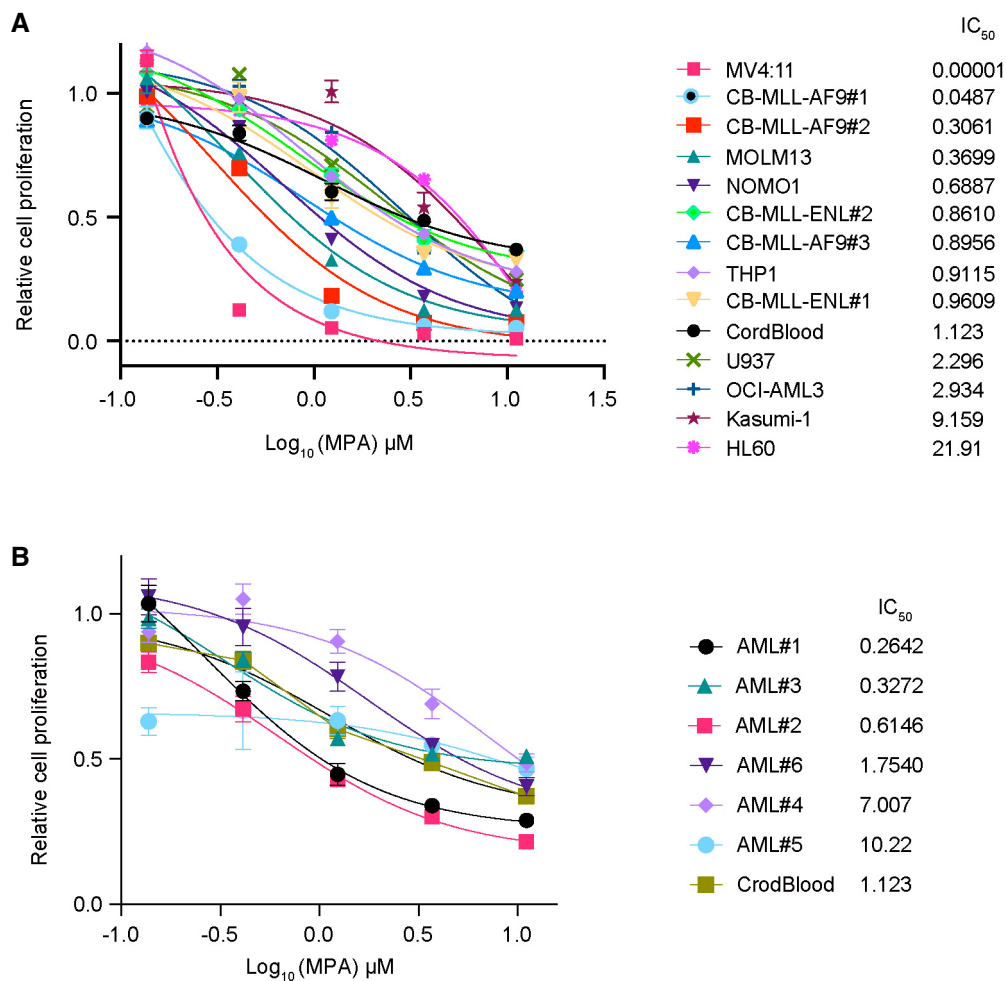 A
IC50
Relative cell proliferation
1.0
0.5
0.0
-1.0 -0.5 0.0 0.5 1.0 1.5
Log10 (MPA) µM
MV4:11 0.00001
CB-MLL-AF9#1 0.0487
CB-MLL-AF9#2 0.3061
MOLM13 0.3699
NOMO1 0.6887
CB-MLL-ENL#2 0.8610
CB-MLL-AF9#3 0.8956
THP1 0.9115
CB-MLL-ENL#1 0.9609
CordBlood 1.123
U937 2.296
OCI-AML3 2.934
Kasumi-1 9.159
HL60 21.91
B
IC50
Relative cell proliferation
1.0
0.5
0.0
-1.0 -0.5 0.0 0.5 1.0
Log10 (MPA) µM
AML#1 0.2642
AML#3 0.3272
AML#2 0.6146
AML#6 1.7540
AML#4 7.007
AML#5 10.22
CrodBlood 1.123